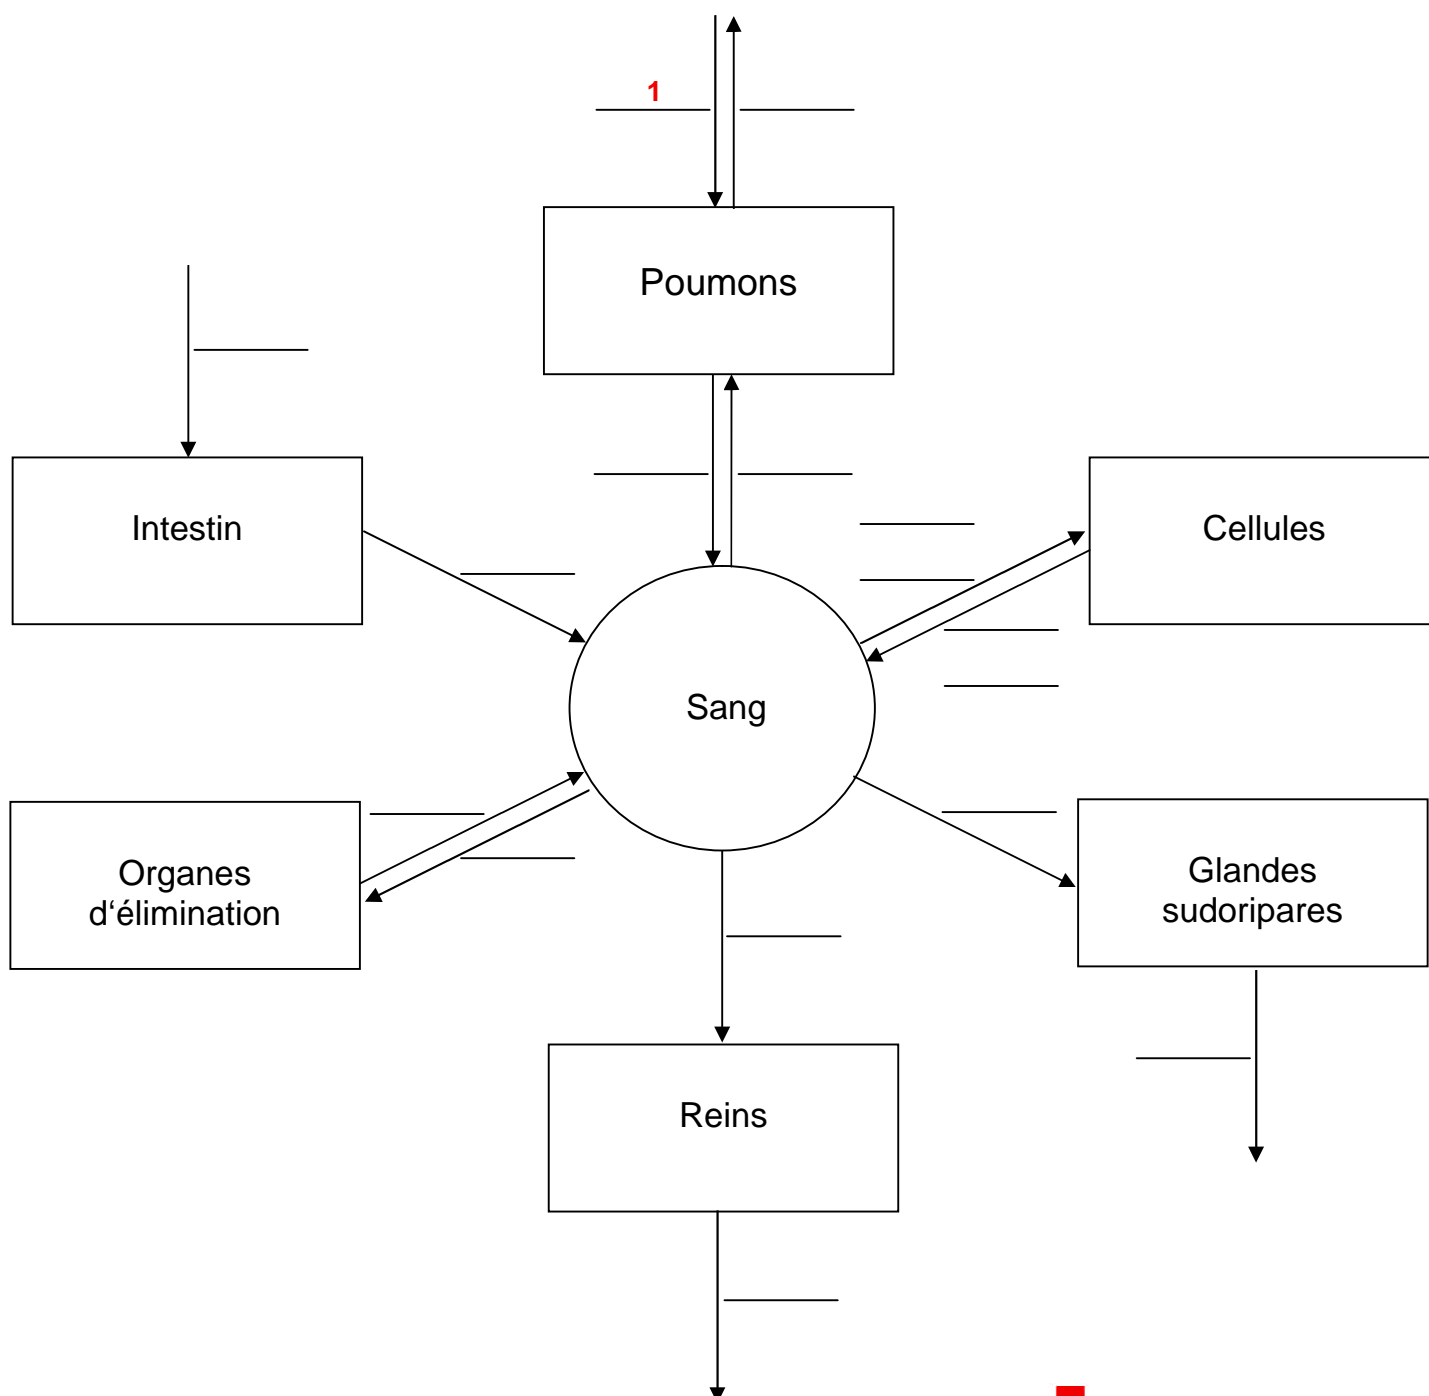 1
Poumons
Intestin
Cellules
Sang
Organes
d‘élimination
Glandes
sudoripares
Reins